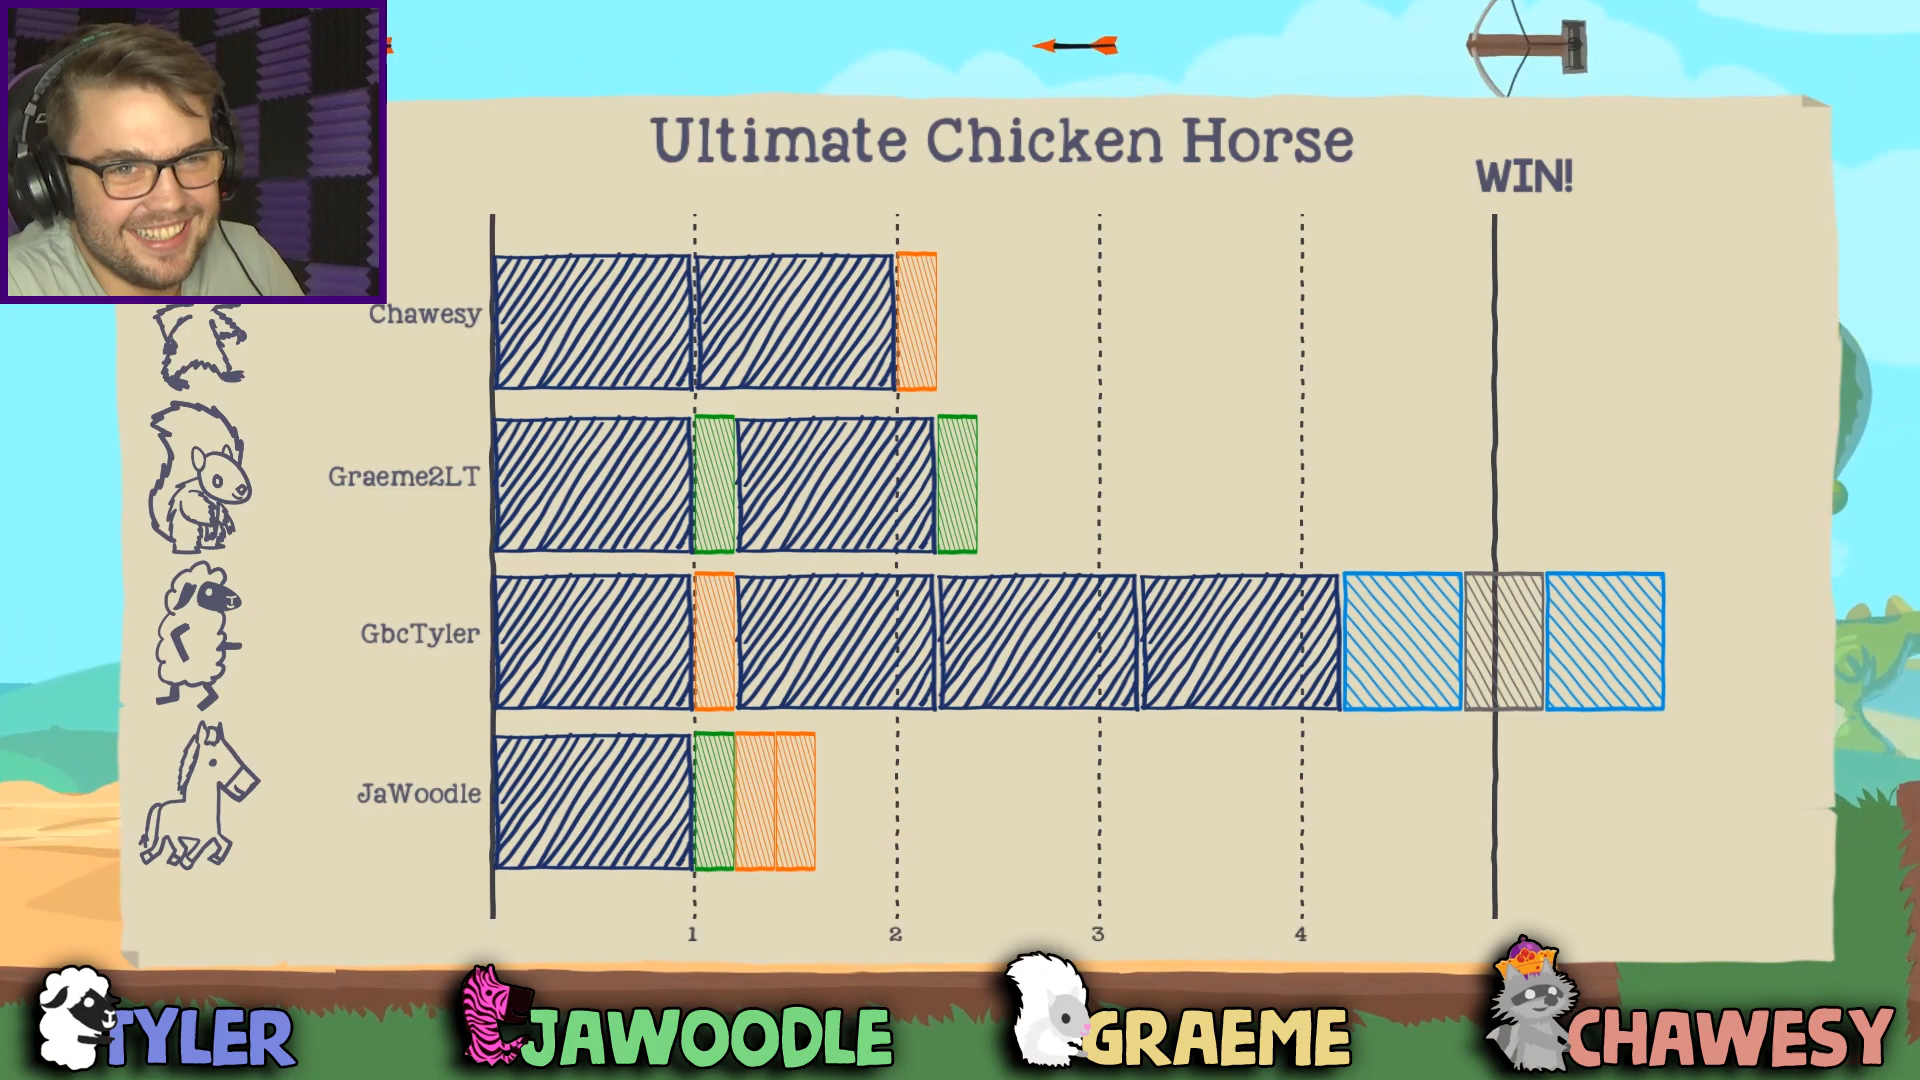 Ultimate Chicken Horse
WIN!
Chawesy
Graeme2LT
GbcTyler
JaWoodle
1 2 3 4
TYLER JAWOODLE GRAEME CHAWESY